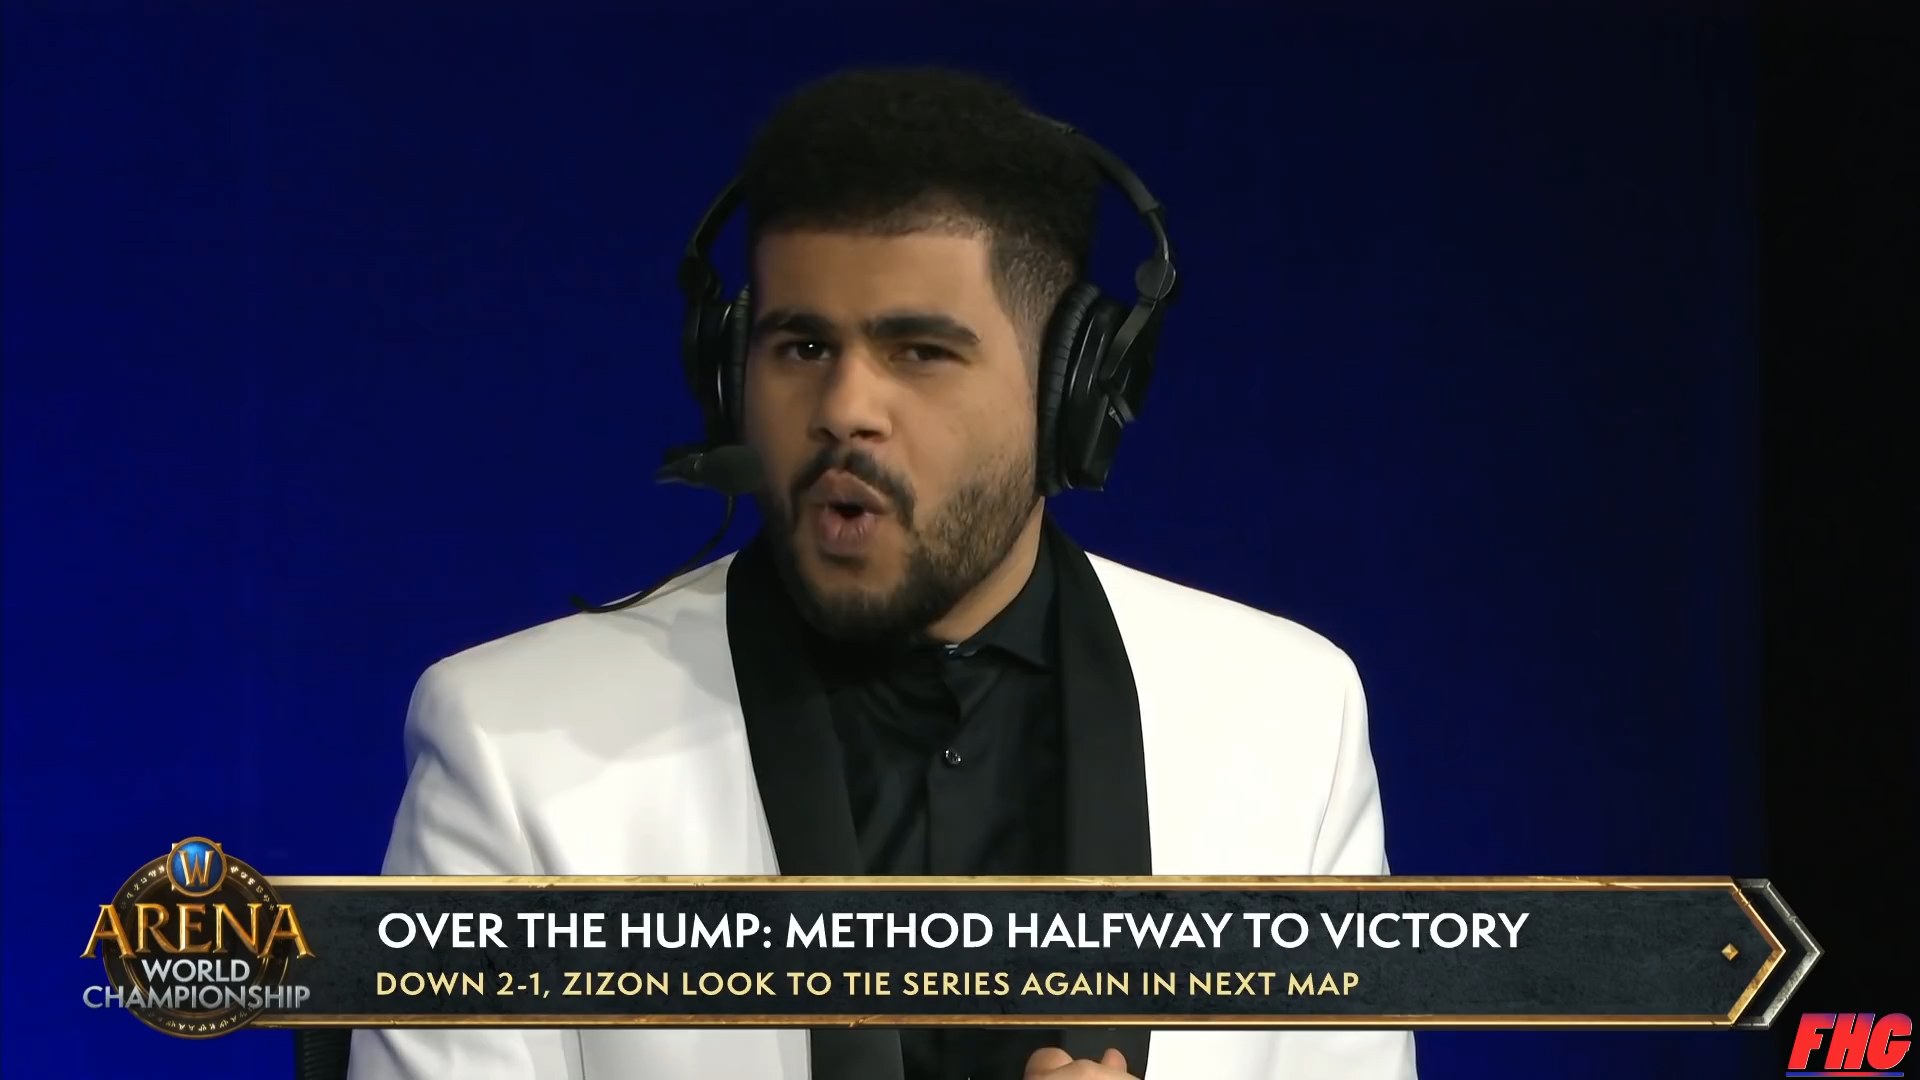 OVER THE HUMP: METHOD HALFWAY TO VICTORY
DOWN 2-1, ZIZON LOOK TO TIE SERIES AGAIN IN NEXT MAP
W
ARENA
WORLD
CHAMPIONSHIP
FHG